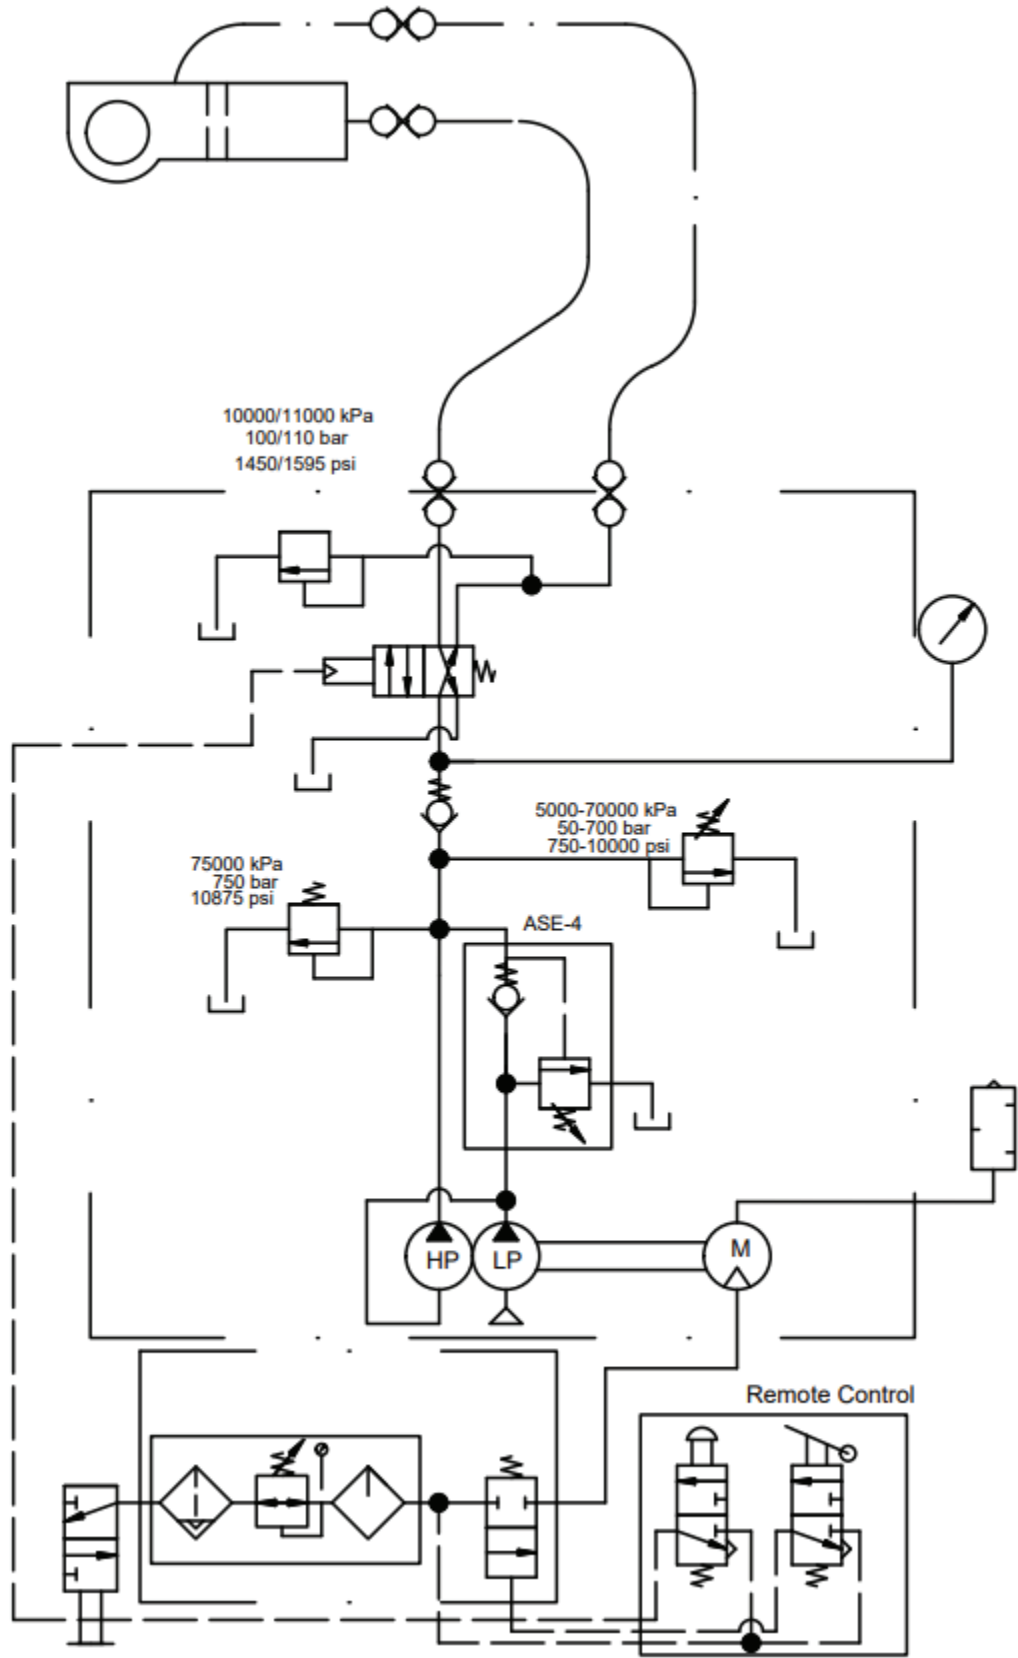 10000/11000 kPa
100/110 bar
1450/1595 psi
5000-70000 kPa
50-700 bar
750-10000 psi
75000 kPa
750 bar
10875 psi
ASE-4
HP
LP
M
Remote Control